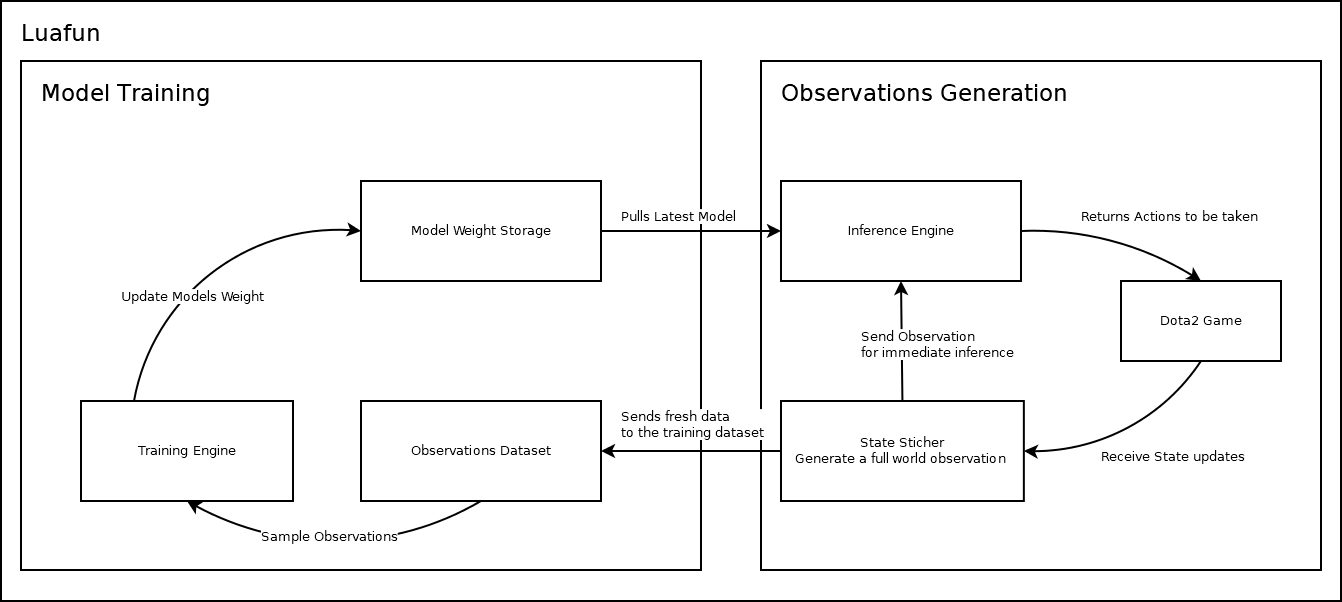 Luafun
Model Training
Observations Generation
Model Weight Storage
Pulls Latest Model
Inference Engine
Returns Actions to be taken
Update Models Weight
Dota2 Game
Send Observation
for immediate inference
Training Engine
Observations Dataset
Sends fresh data
to the training dataset
State Sticher
Generate a full world observation
Receive State updates
Sample Observations